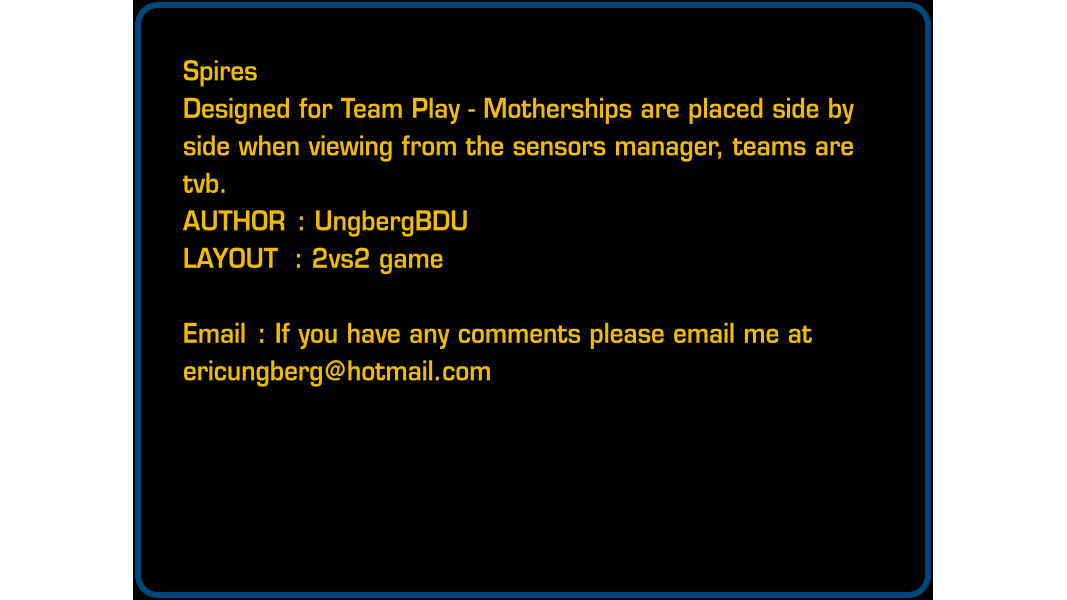 Spires
Designed for Team Play - Motherships are placed side by
side when viewing from the sensors manager, teams are
tvb.
AUTHOR : UngbergBDU
LAYOUT : 2vs2 game
Email : If you have any comments please email me at
ericungberg@hotmail.com